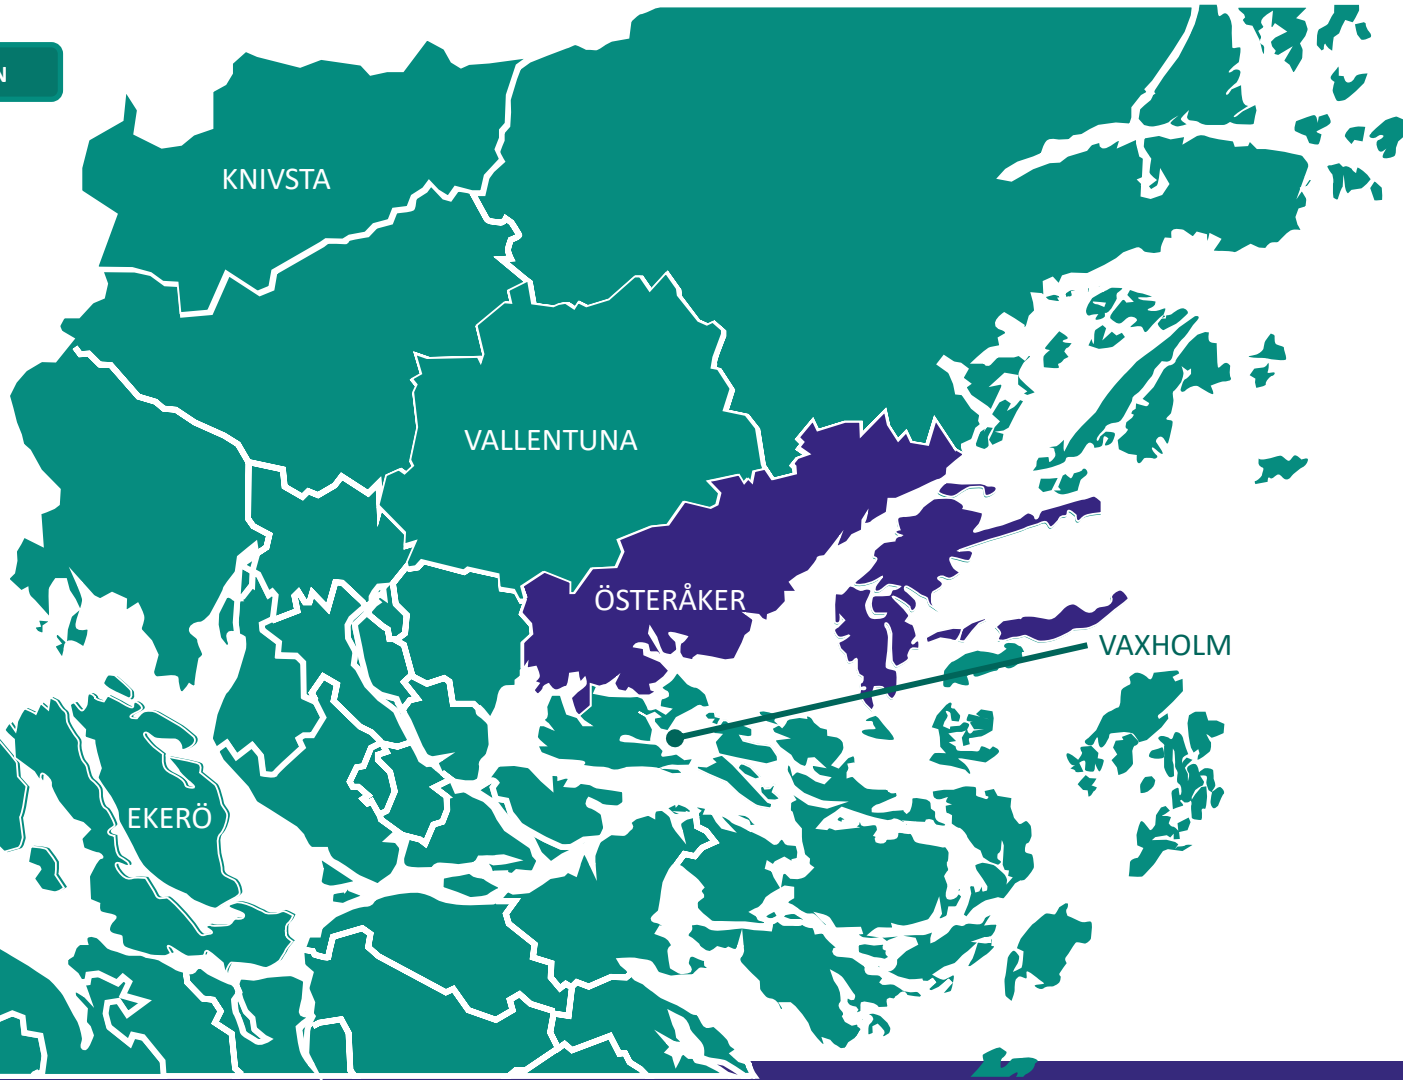 N
KNIVSTA
VALLENTUNA
ÖSTERÅKER
VAXHOLM
EKERÖ